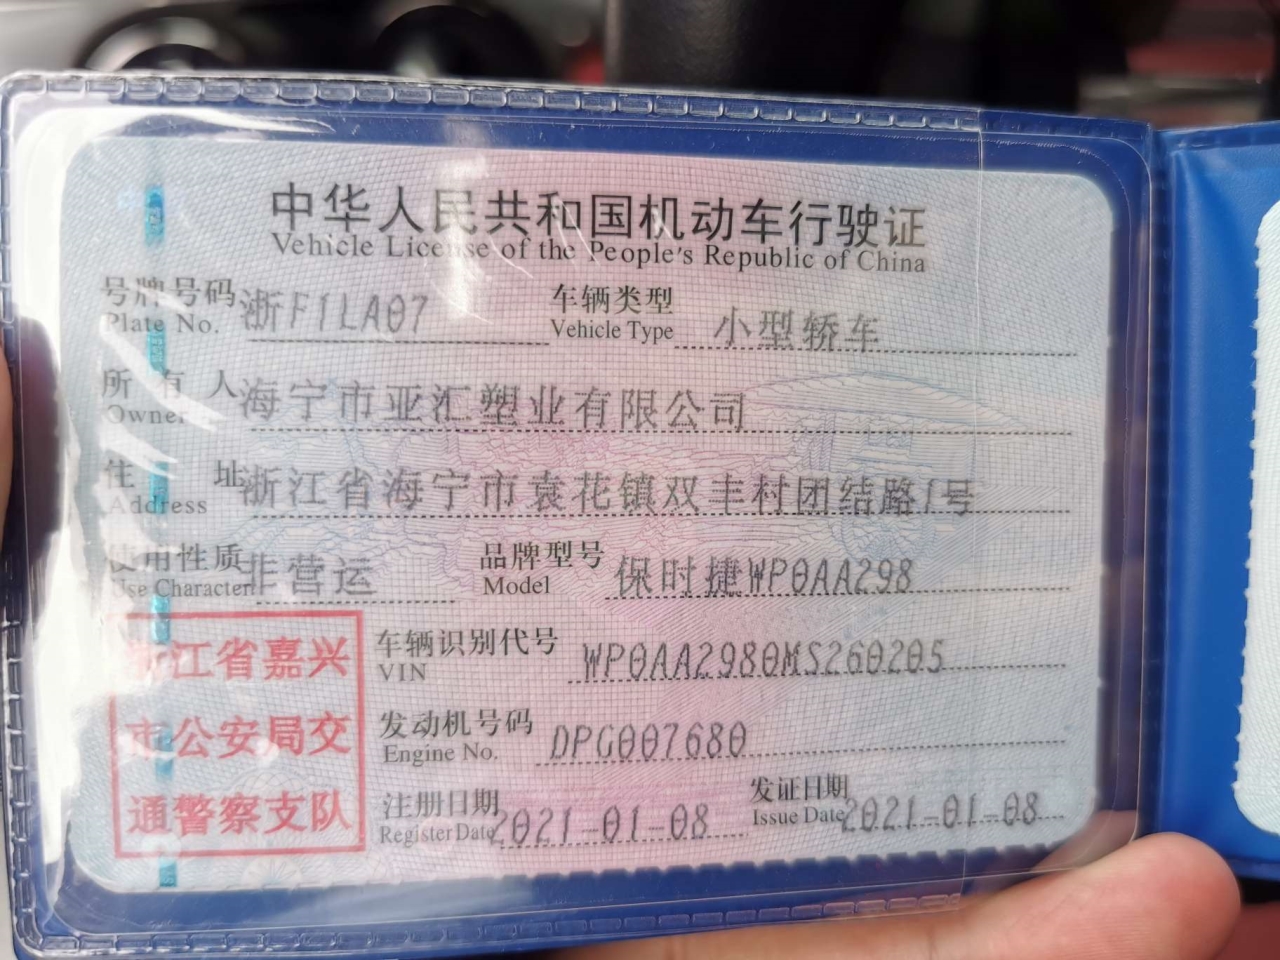 中华人民共和国机动车行驶证
Vehicle License of the People's Republic of China
号牌号码 浙F1LA07 车辆类型 小型轿车
Plate No. Vehicle Type
所有人 海宁市亚汇塑业有限公司
Owner
住址 浙江省海宁市袁花镇双丰村团结路1号
Address
使用性质 非营运 品牌型号 保时捷WP0AA298
Use Character Model
车辆识别代号 WP0AA2980MS260205
VIN
发动机号码 DPG007680
Engine No.
注册日期 2021-01-08 发证日期 2021-01-08
Register Date Issue Date
浙江省嘉兴
市公安局交
通警察支队